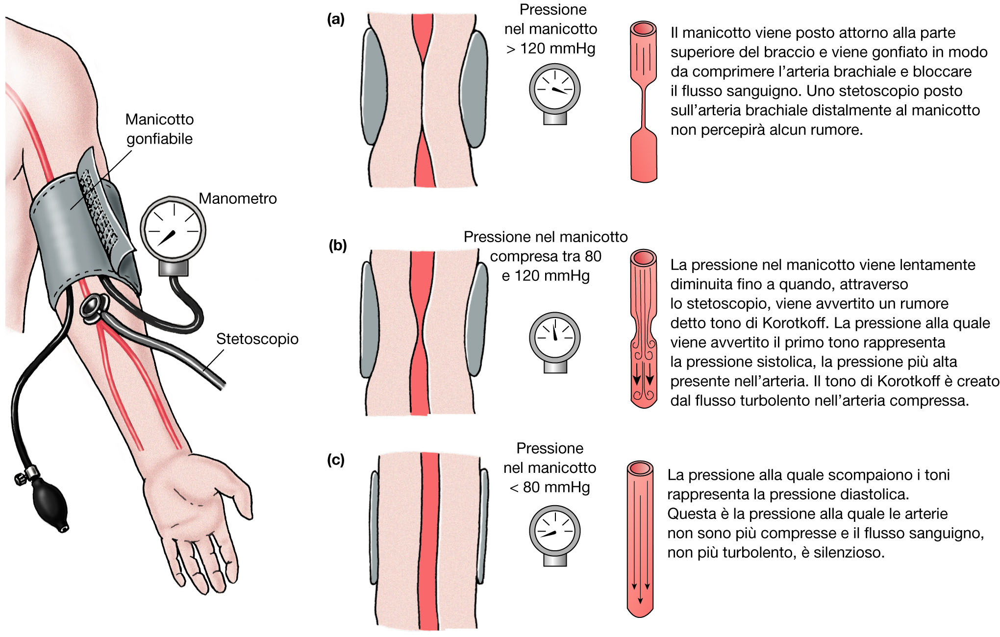 Manicotto
gonfiabile
Manometro
Stetoscopio
(a)
Pressione
nel manicotto
> 120 mmHg
Il manicotto viene posto attorno alla parte
superiore del braccio e viene gonfiato in modo
da comprimere l’arteria brachiale e bloccare
il flusso sanguigno. Uno stetoscopio posto
sull’arteria brachiale distalmente al manicotto
non percepirà alcun rumore.
(b)
Pressione nel manicotto
compresa tra 80
e 120 mmHg
La pressione nel manicotto viene lentamente
diminuita fino a quando, attraverso
lo stetoscopio, viene avvertito un rumore
detto tono di Korotkoff. La pressione alla quale
viene avvertito il primo tono rappresenta
la pressione sistolica, la pressione più alta
presente nell’arteria. Il tono di Korotkoff è creato
dal flusso turbolento nell’arteria compressa.
(c)
Pressione
nel manicotto
< 80 mmHg
La pressione alla quale scompaiono i toni
rappresenta la pressione diastolica.
Questa è la pressione alla quale le arterie
non sono più compresse e il flusso sanguigno,
non più turbolento, è silenzioso.